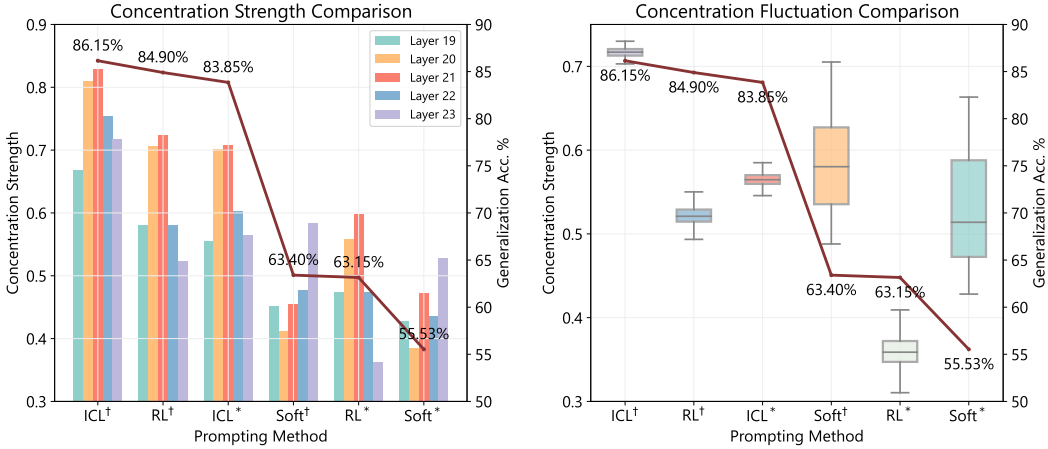 Concentration Strength Comparison
0.9
0.8
0.7
0.6
0.5
0.4
0.3
Concentration Strength
90
85
80
75
70
65
60
55
50
Generalization Acc. %
Layer 19
Layer 20
Layer 21
Layer 22
Layer 23
86.15%
84.90%
83.85%
63.40%
63.15%
55.53%
ICL†
RL†
ICL*
Soft†
RL*
Soft*
Prompting Method
Concentration Fluctuation Comparison
0.7
0.6
0.5
0.4
0.3
Concentration Strength
90
85
80
75
70
65
60
55
50
Generalization Acc. %
86.15%
84.90%
83.85%
63.40%
63.15%
55.53%
ICL†
RL†
ICL*
Soft†
RL*
Soft*
Prompting Method